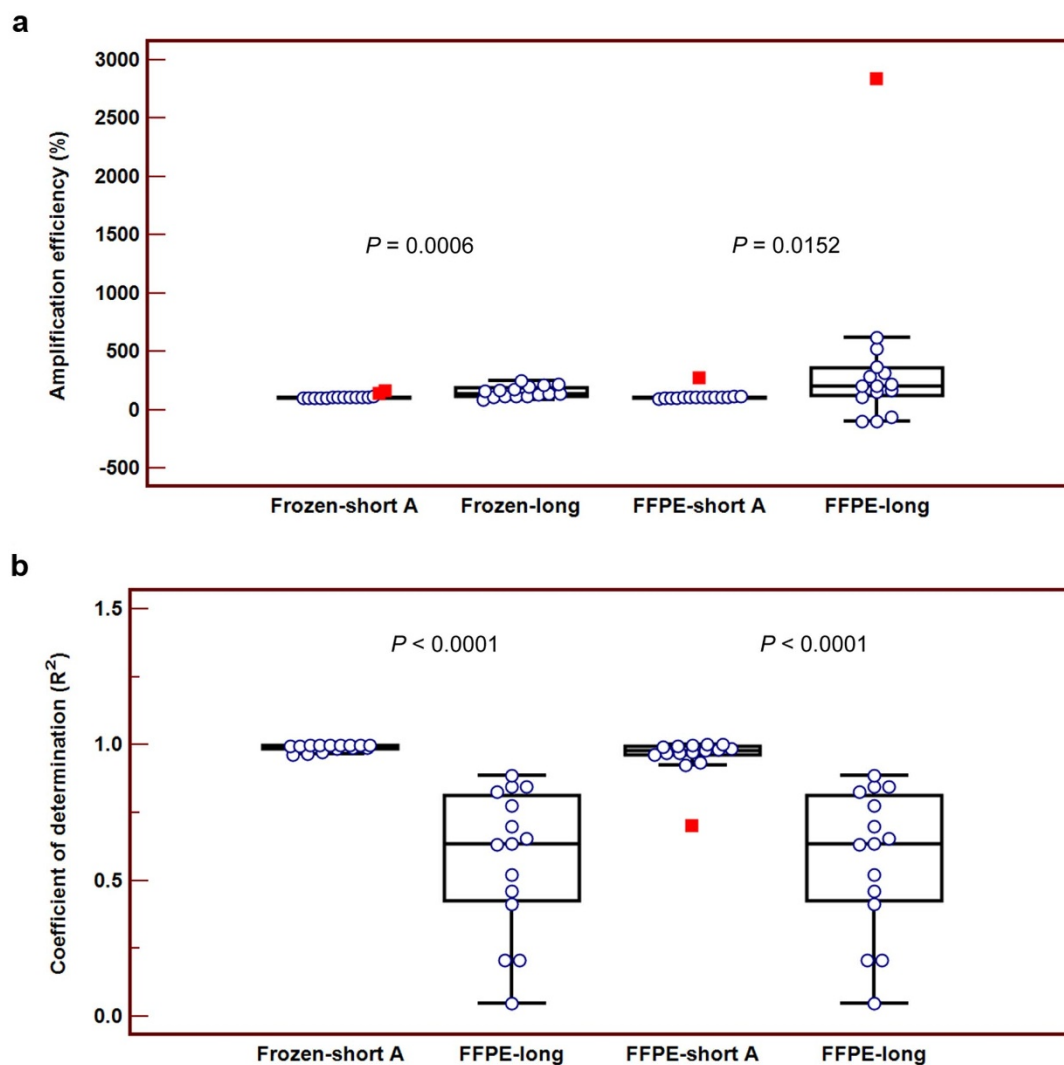 a
Amplification efficiency (%)
3000
2500
2000
1500
1000
500
0
-500
P = 0.0006
P = 0.0152
Frozen-short A
Frozen-long
FFPE-short A
FFPE-long
b
Coefficient of determination (R²)
1.5
1.0
0.5
0.0
P < 0.0001
P < 0.0001
Frozen-short A
FFPE-long
FFPE-short A
FFPE-long